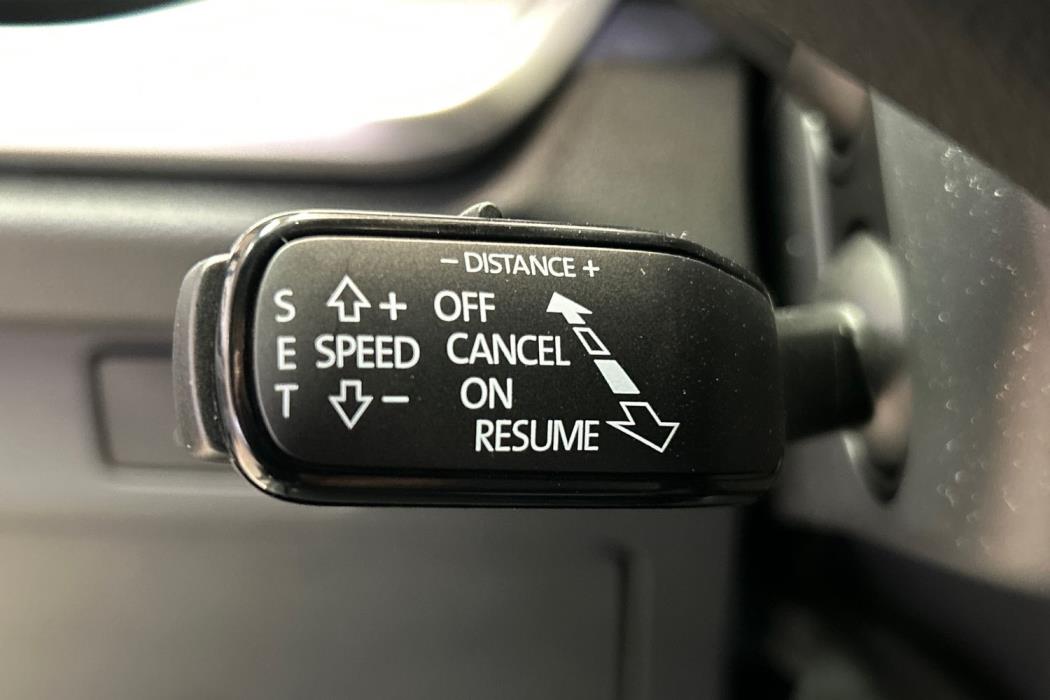 - DISTANCE +
S + OFF
E SPEED CANCEL
T - ON
RESUME